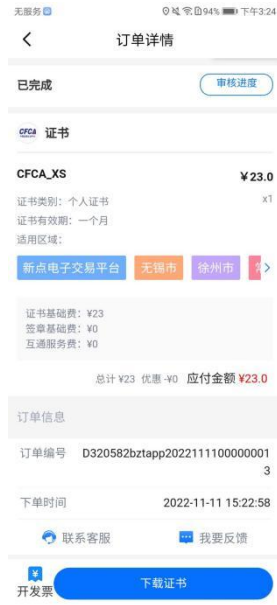 无服务 94% 下午3:24
订单详情
已完成 审核进度
CFCA 证书
CFCA_XS ¥23.0
证书类别：个人证书 x1
证书有效期：一个月
适用区域：
新点电子交易平台 无锡市 徐州市
证书基础费：¥23
签章基础费：¥0
互通服务费：¥0
总计 ¥23 优惠 -¥0 应付金额 ¥23.0
订单信息
订单编号 D320582bztapp2022111100000001
3
下单时间 2022-11-11 15:22:58
联系客服 我要反馈
开发票 下载证书